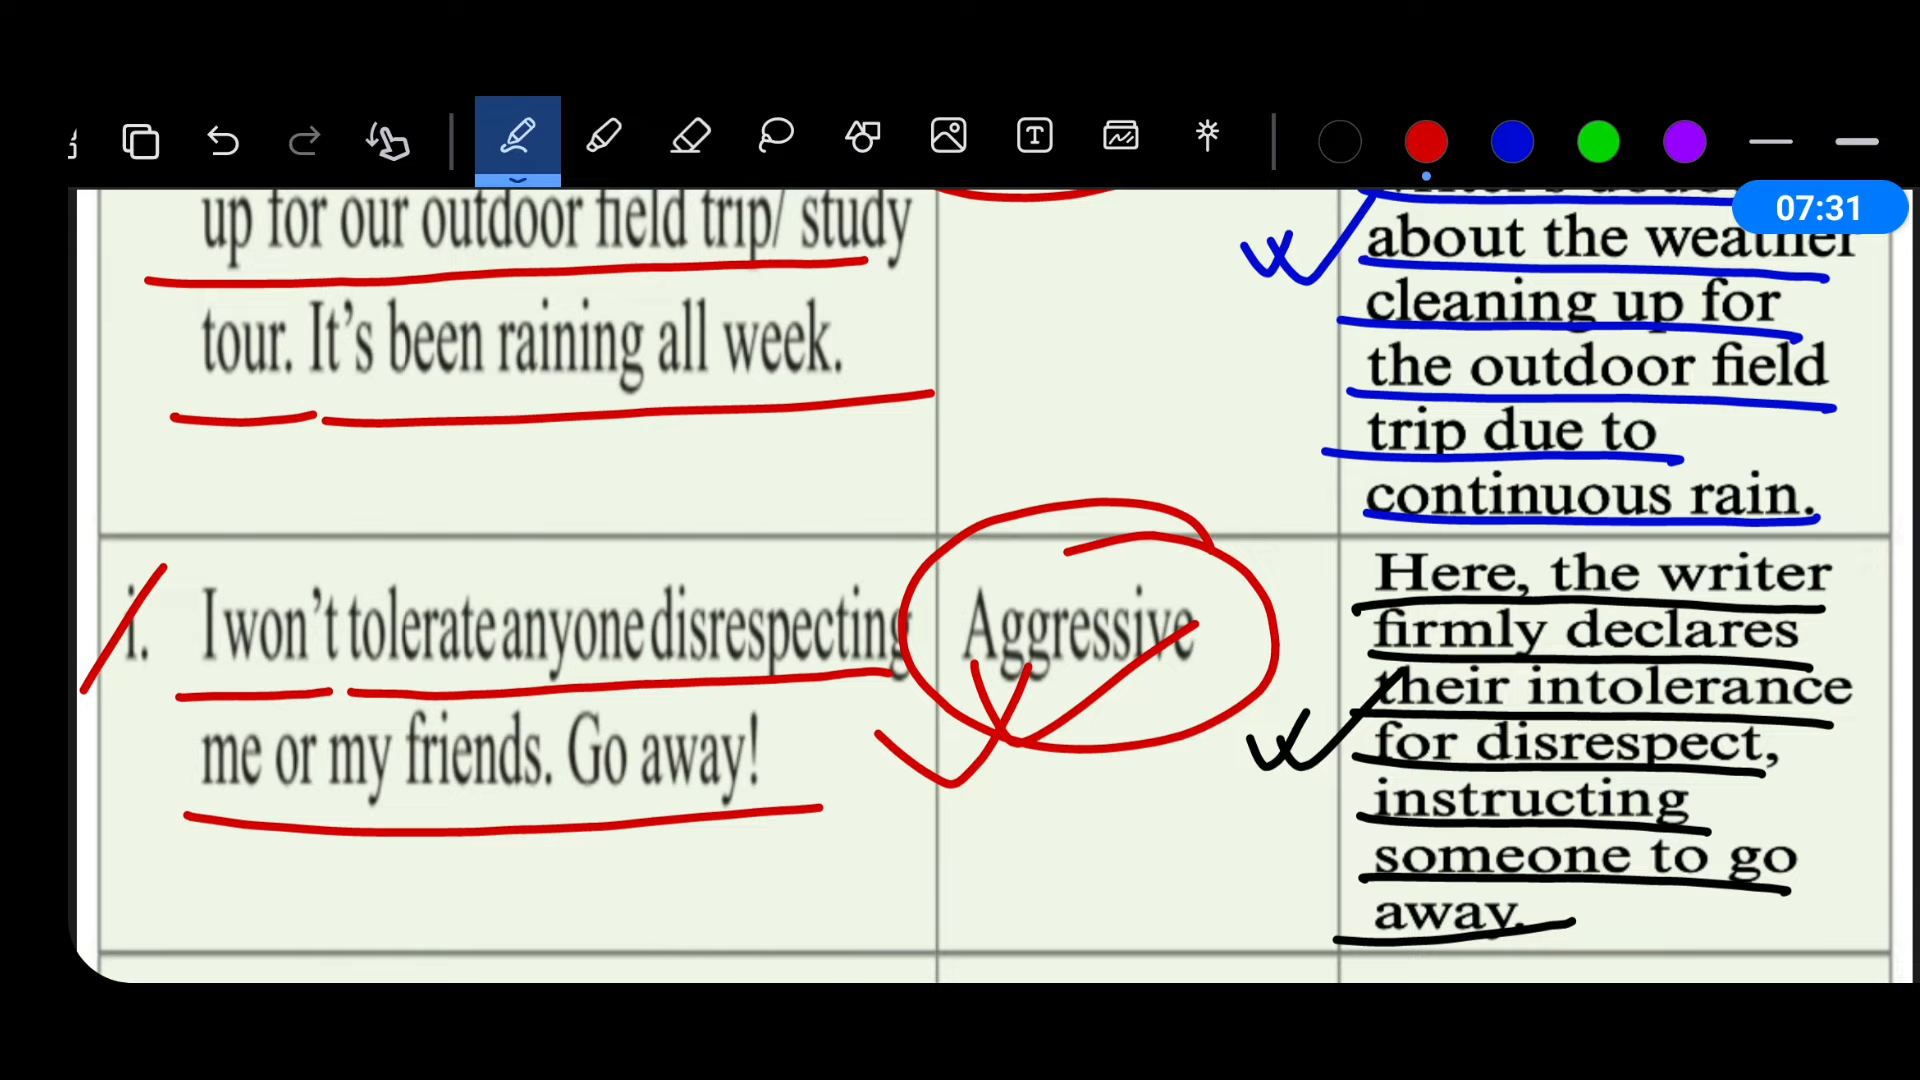 07:31
up for our outdoor field trip/ study
tour. It's been raining all week.
about the weather
cleaning up for
the outdoor field
trip due to
continuous rain.
i. I won't tolerate anyone disrespecting
me or my friends. Go away!
Aggressive
Here, the writer
firmly declares
their intolerance
for disrespect,
instructing
someone to go
away.